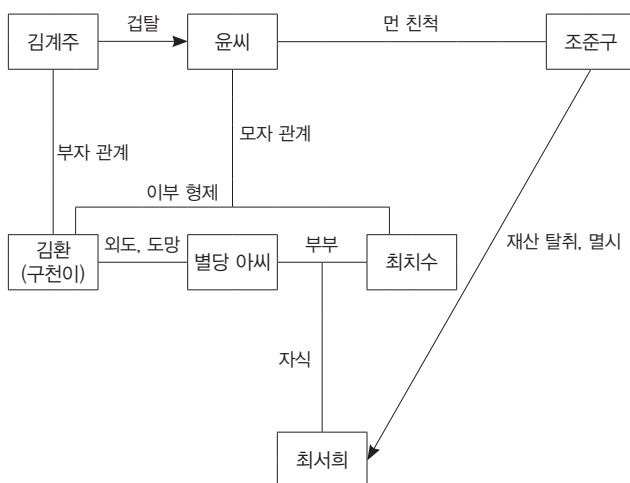 김계주
겁탈
윤씨
먼 친척
조준구
부자 관계
모자 관계
이부 형제
김환
(구천이)
외도, 도망
별당 아씨
부부
최치수
재산 탈취, 멸시
자식
최서희